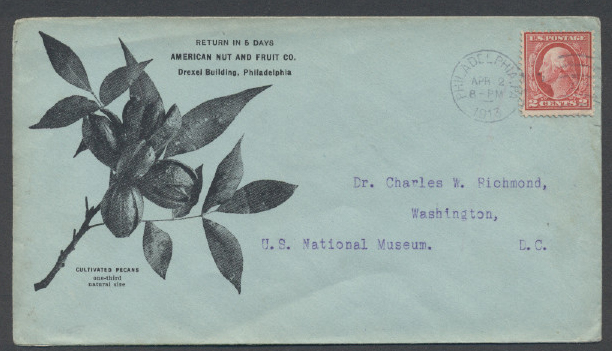 RETURN IN 5 DAYS
AMERICAN NUT AND FRUIT CO.
Drexel Building, Philadelphia
PHILADELPHIA, PA.
APR 2
8-PM
1913
U.S. POSTAGE
2 CENTS 2
Dr. Charles W. Richmond,
Washington,
U.S. National Museum. D.C.
CULTIVATED PECANS
one-third
natural size